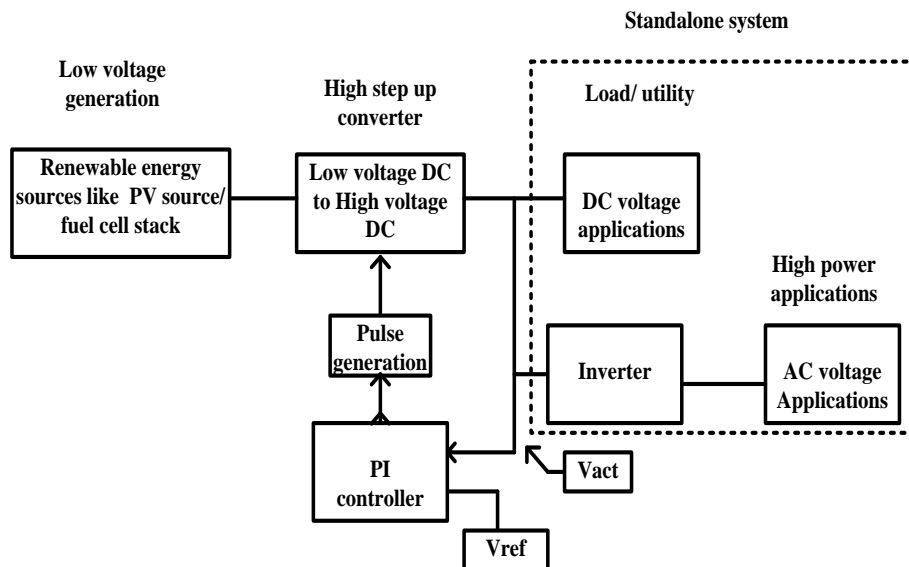 Standalone system
Low voltage
generation
High step up
converter
Load/ utility
Renewable energy
sources like PV source/
fuel cell stack
Low voltage DC
to High voltage
DC
DC voltage
applications
High power
applications
Pulse
generation
Inverter
AC voltage
Applications
PI
controller
Vact
Vref